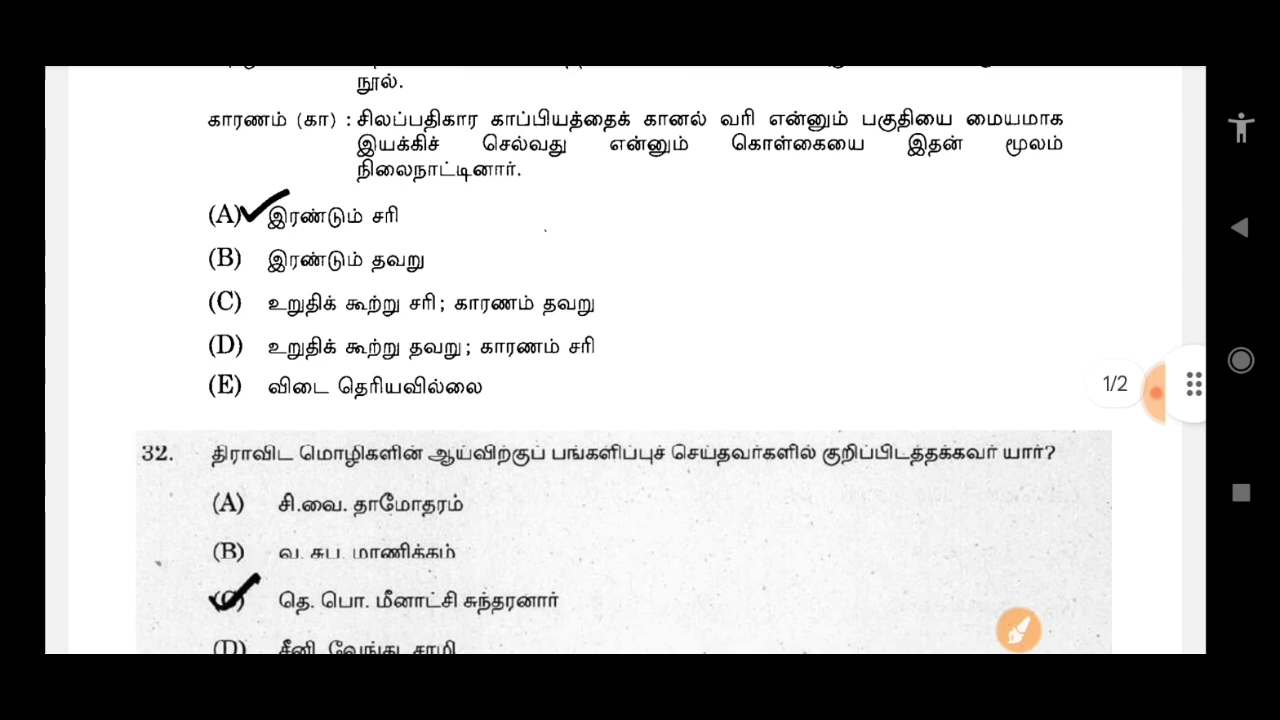 நூல்.
காரணம் (கா) : சிலப்பதிகார காப்பியத்தைக் கானல் வரி என்னும் பகுதியை மையமாக
இயக்கிச் செல்வது என்னும் கொள்கையை இதன் மூலம்
நிலைநாட்டினார்.
(A) இரண்டும் சரி
(B) இரண்டும் தவறு
(C) உறுதிக் கூற்று சரி; காரணம் தவறு
(D) உறுதிக் கூற்று தவறு; காரணம் சரி
(E) விடை தெரியவில்லை
1/2
32. திராவிட மொழிகளின் ஆய்விற்குப் பங்களிப்புச் செய்தவர்களில் குறிப்பிடத்தக்கவர் யார்?
(A) சி.வை. தாமோதரம்
(B) வ. சுப. மாணிக்கம்
(C) தெ. பொ. மீனாட்சி சுந்தரனார்
(D) சீனி. வேங்கட சாமி